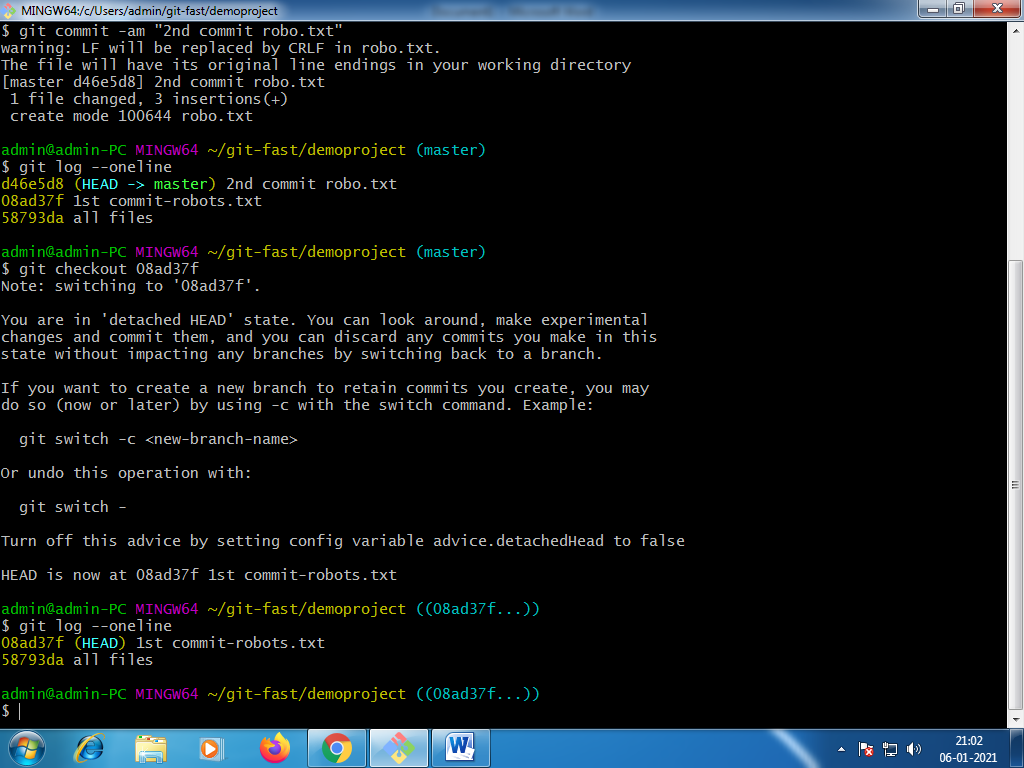 MINGW64:/c/Users/admin/git-fast/demoproject
$ git commit -am "2nd commit robo.txt"
warning: LF will be replaced by CRLF in robo.txt.
The file will have its original line endings in your working directory
[master d46e5d8] 2nd commit robo.txt
 1 file changed, 3 insertions(+)
 create mode 100644 robo.txt

admin@admin-PC MINGW64 ~/git-fast/demoproject (master)
$ git log --oneline
d46e5d8 (HEAD -> master) 2nd commit robo.txt
08ad37f 1st commit-robots.txt
58793da all files

admin@admin-PC MINGW64 ~/git-fast/demoproject (master)
$ git checkout 08ad37f
Note: switching to '08ad37f'.

You are in 'detached HEAD' state. You can look around, make experimental
changes and commit them, and you can discard any commits you make in this
state without impacting any branches by switching back to a branch.

If you want to create a new branch to retain commits you create, you may
do so (now or later) by using -c with the switch command. Example:

  git switch -c <new-branch-name>

Or undo this operation with:

  git switch -

Turn off this advice by setting config variable advice.detachedHead to false

HEAD is now at 08ad37f 1st commit-robots.txt

admin@admin-PC MINGW64 ~/git-fast/demoproject ((08ad37f...))
$ git log --oneline
08ad37f (HEAD) 1st commit-robots.txt
58793da all files

admin@admin-PC MINGW64 ~/git-fast/demoproject ((08ad37f...))
$
21:02
06-01-2021